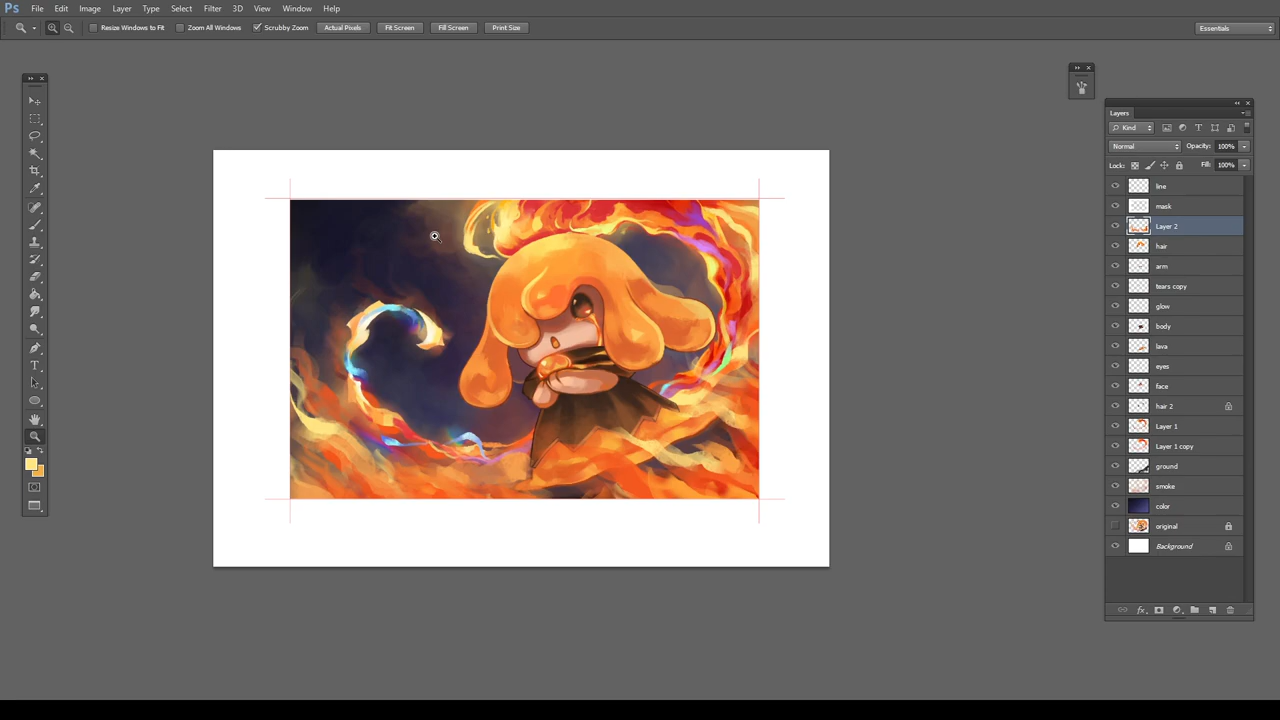 Ps File Edit Image Layer Type Select Filter 3D View Window Help
Resize Windows to Fit Zoom All Windows Scrubby Zoom Actual Pixels Fit Screen Fill Screen Print Size Essentials
Layers
Kind
Normal Opacity: 100%
Lock: Fill: 100%
line
mask
Layer 2
hair
arm
tears copy
glow
body
lava
eyes
face
hair 2
Layer 1
Layer 1 copy
ground
smoke
color
original
Background